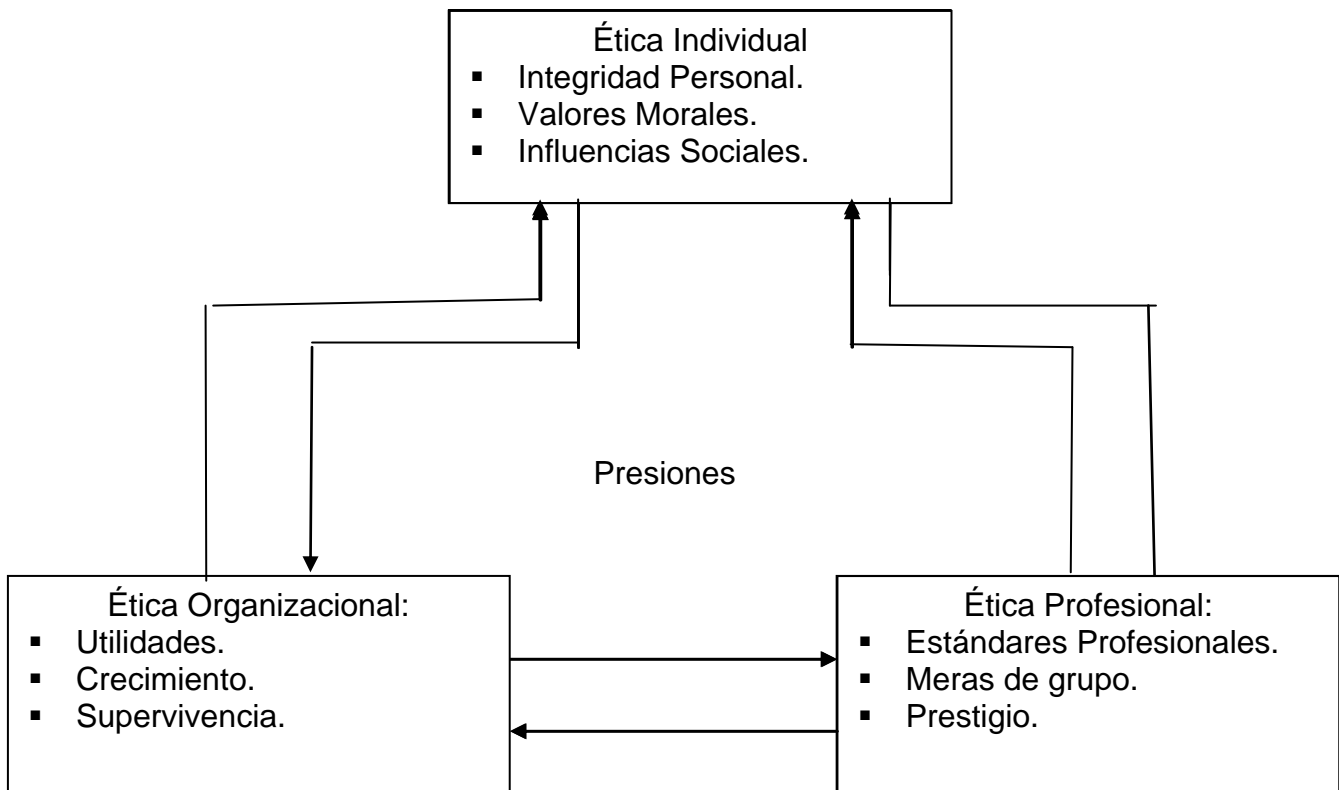 Ética Individual
▪ Integridad Personal.
▪ Valores Morales.
▪ Influencias Sociales.
Presiones
Ética Organizacional:
▪ Utilidades.
▪ Crecimiento.
▪ Supervivencia.
Ética Profesional:
▪ Estándares Profesionales.
▪ Meras de grupo.
▪ Prestigio.